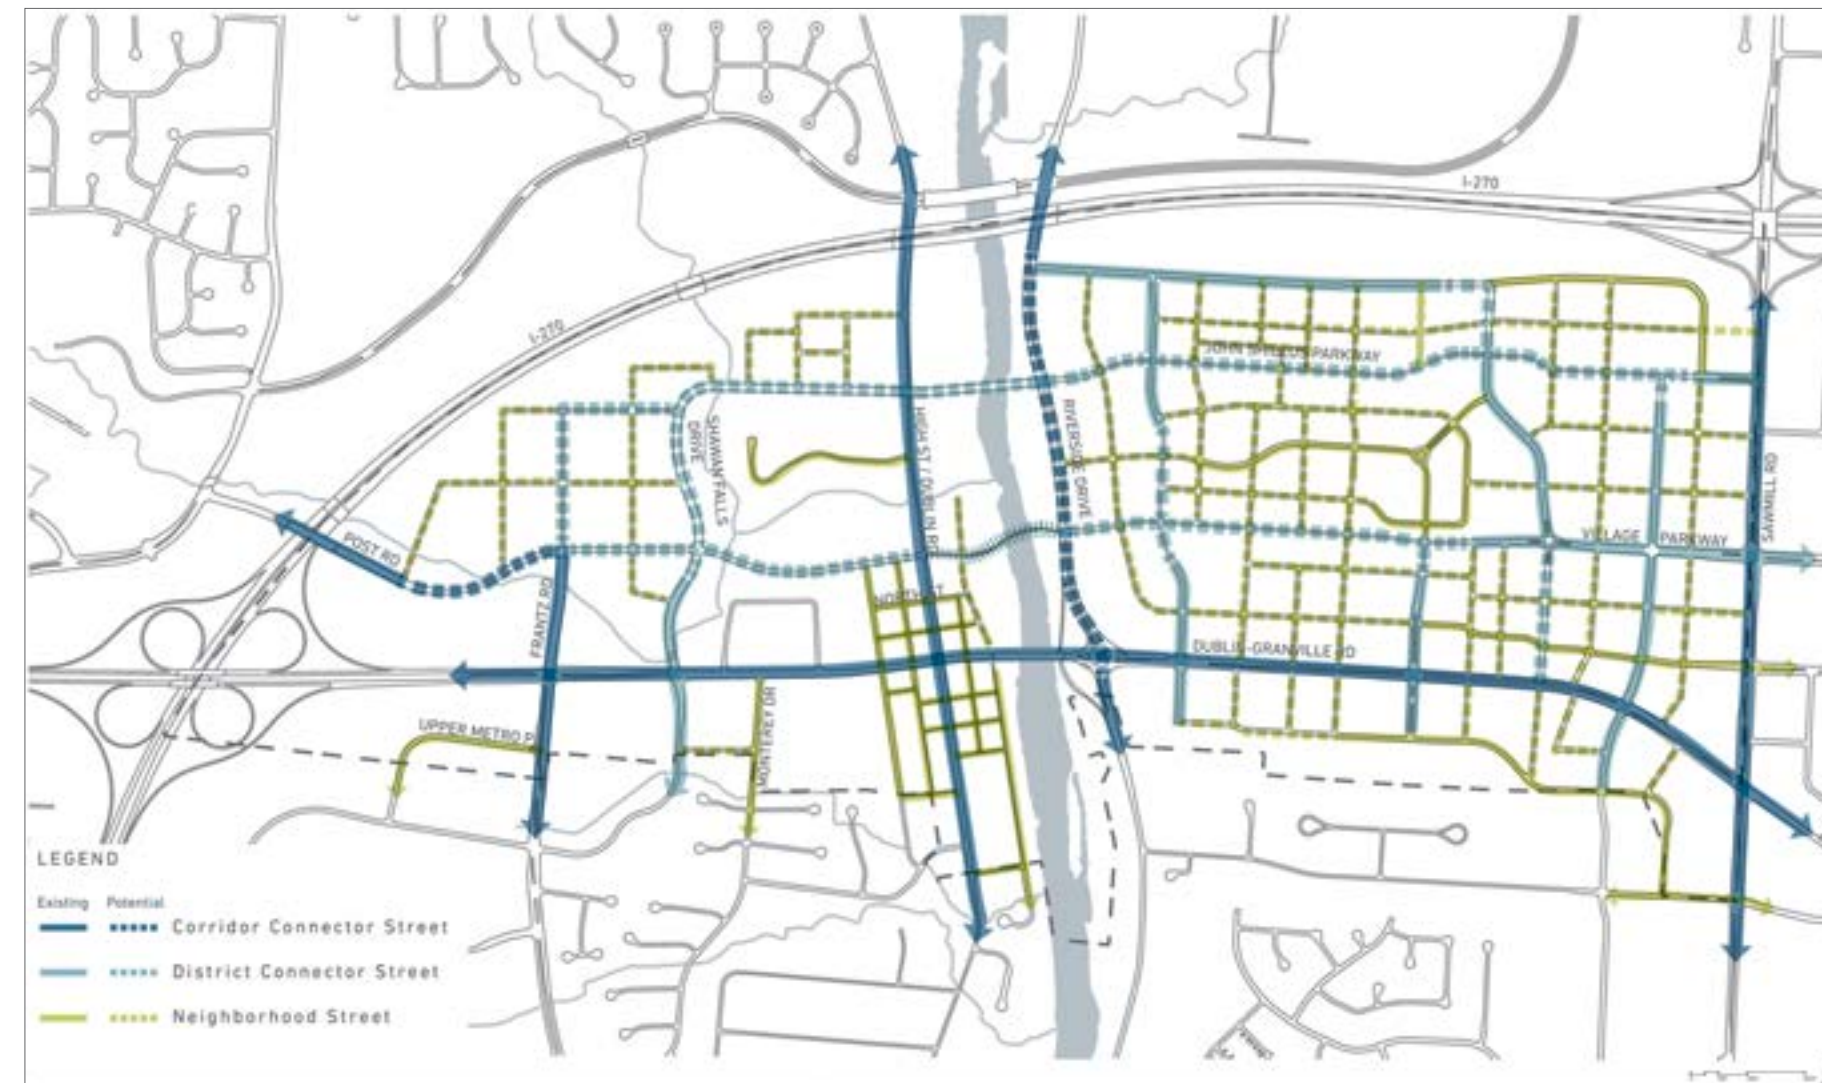 I-270
I-270
JOHN SHIELDS PARKWAY
SHAWAN FALLS
DRIVE
HIGH ST / DUBLIN RD
RIVERSIDE DRIVE
SAWMILL RD
POST RD
VILLAGE PARKWAY
FRANTZ RD
NORTH ST
DUBLIN-GRANVILLE RD
UPPER METRO PL
MONTEREY DR
LEGEND
Existing Potential
Corridor Connector Street
District Connector Street
Neighborhood Street